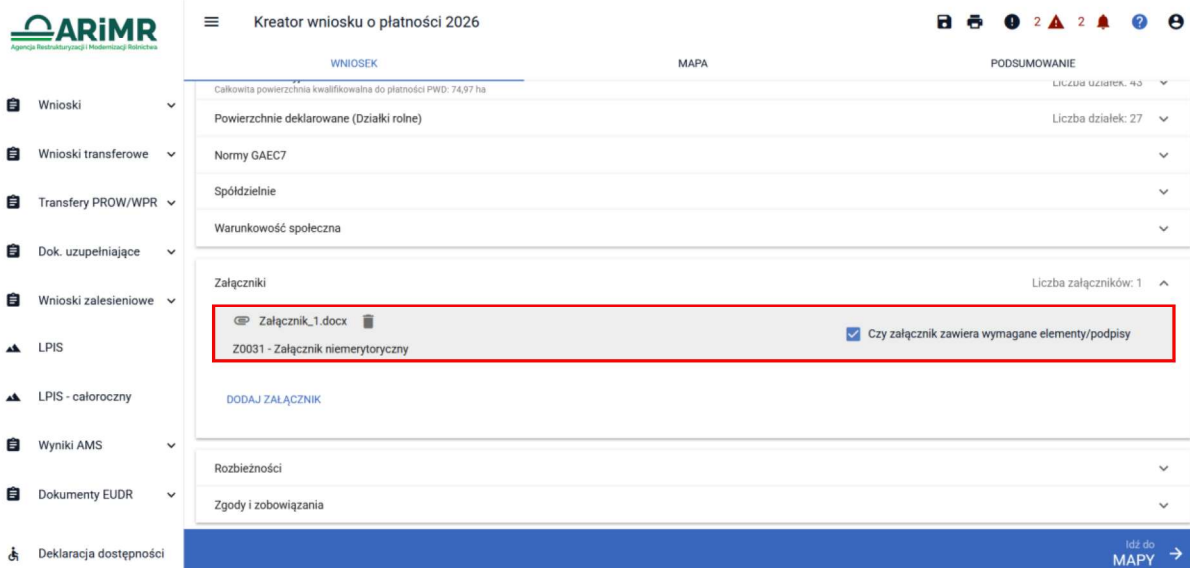 ARiMR
Agencja Restrukturyzacji i Modernizacji Rolnictwa
Kreator wniosku o płatności 2026
2
2
WNIOSEK
MAPA
PODSUMOWANIE
Wnioski
Wnioski transferowe
Transfery PROW/WPR
Dok. uzupełniające
Wnioski zalesieniowe
LPIS
LPIS - całoroczny
Wyniki AMS
Dokumenty EUDR
Deklaracja dostępności
Całkowita powierzchnia kwalifikowalna do płatności PWD: 74,97 ha
Liczba działek: 43
Powierzchnie deklarowane (Działki rolne)
Liczba działek: 27
Normy GAEC7
Spółdzielnie
Warunkowość społeczna
Załączniki
Liczba załączników: 1
Załącznik_1.docx
Z0031 - Załącznik niemerytoryczny
Czy załącznik zawiera wymagane elementy/podpisy
DODAJ ZAŁĄCZNIK
Rozbieżności
Zgody i zobowiązania
Idź do
MAPY